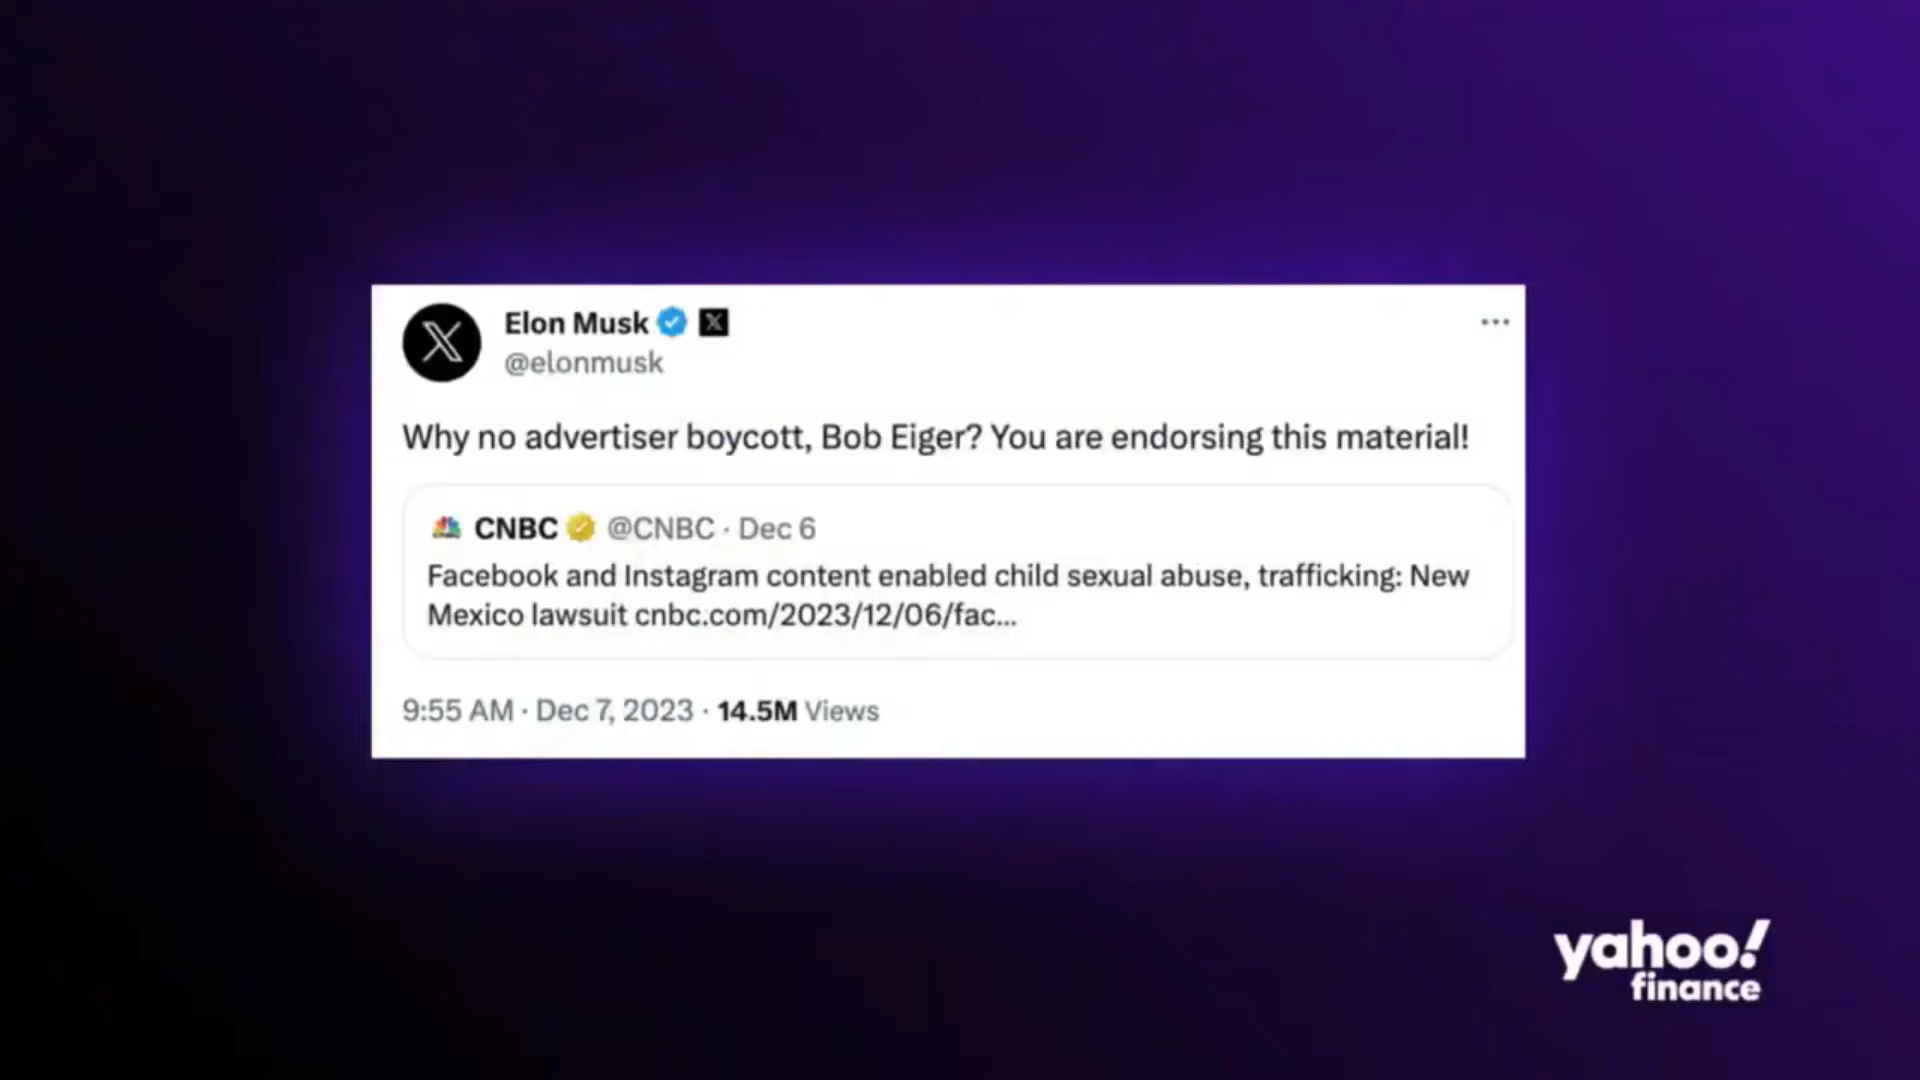 Elon Musk
@elonmusk
Why no advertiser boycott, Bob Eiger? You are endorsing this material!
CNBC @CNBC · Dec 6
Facebook and Instagram content enabled child sexual abuse, trafficking: New
Mexico lawsuit cnbc.com/2023/12/06/fac...
9:55 AM · Dec 7, 2023 · 14.5M Views
yahoo!
finance